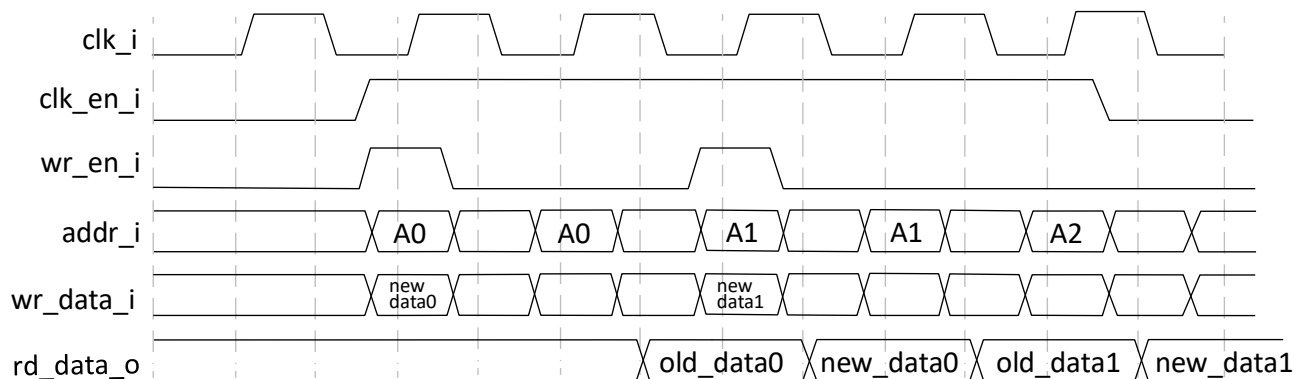 clk_i
clk_en_i
wr_en_i
addr_i A0 A0 A1 A1 A2
wr_data_i new data0 new data1
rd_data_o old_data0 new_data0 old_data1 new_data1